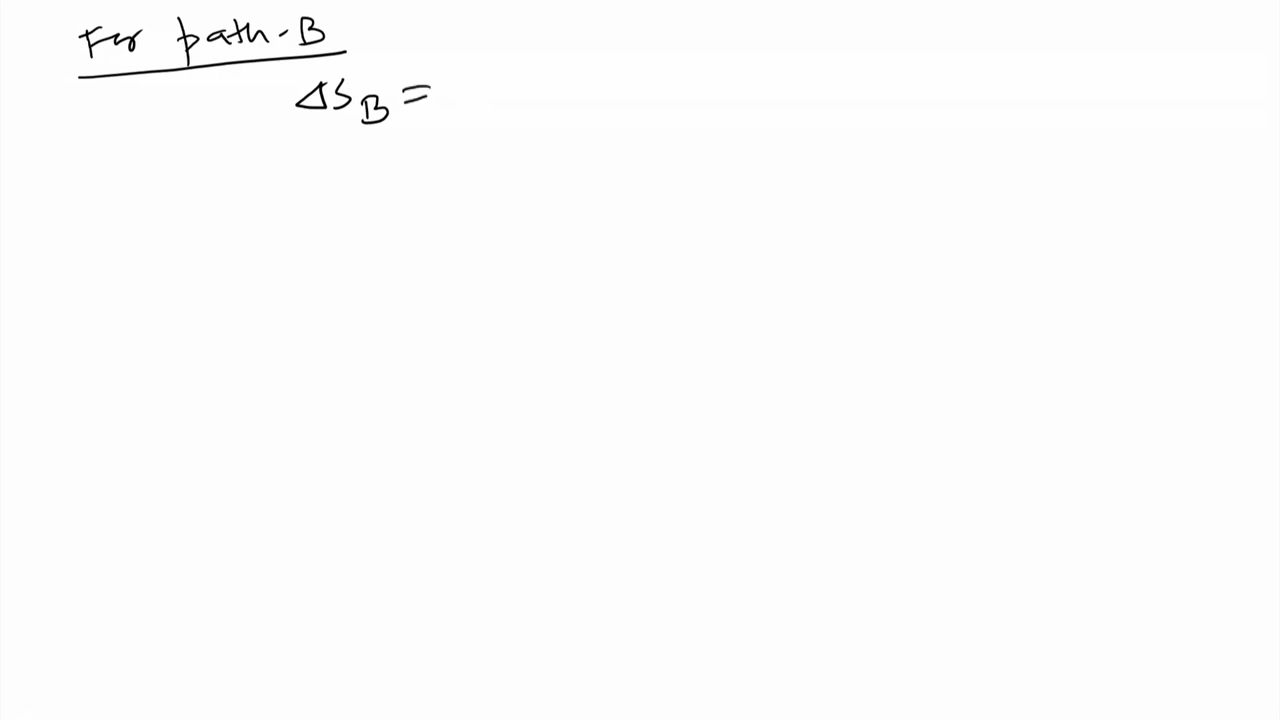 For path-B
ΔS_B =